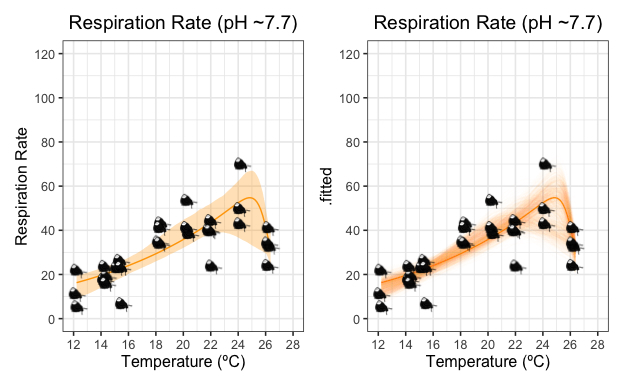 Respiration Rate (pH ~7.7)
120
100
80
60
40
20
0
Respiration Rate
12 14 16 18 20 22 24 26 28
Temperature (ºC)
Respiration Rate (pH ~7.7)
120
100
80
60
40
20
0
.fitted
12 14 16 18 20 22 24 26 28
Temperature (ºC)